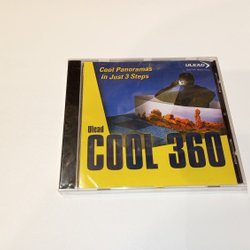 Cool Panoramas
in Just 3 Steps
ULEAD
Ulead
COOL 360